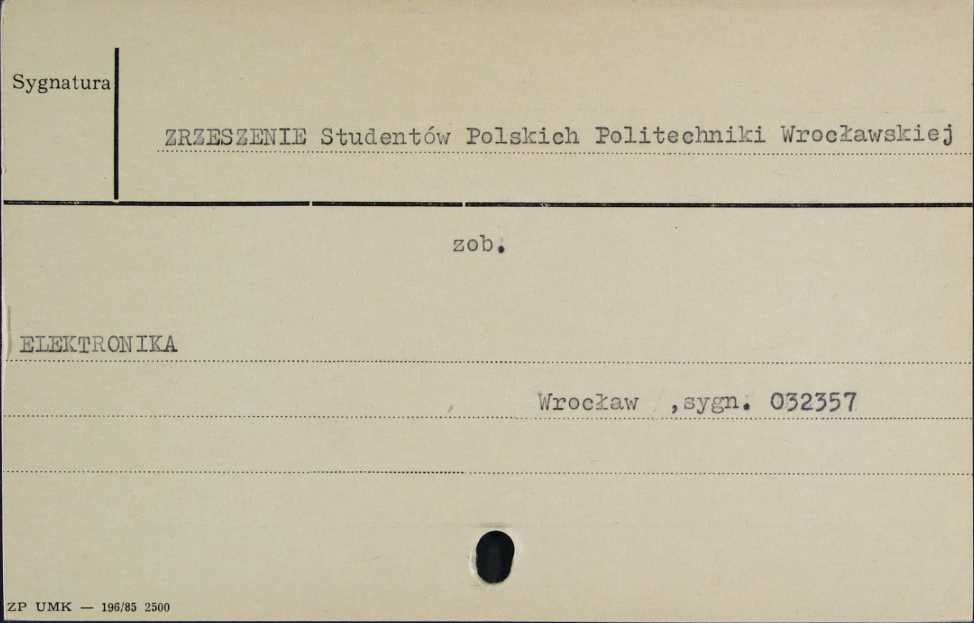 Sygnatura
ZRZESZENIE Studentów Polskich Politechniki Wrocławskiej
zob.
ELEKTRONIKA
Wrocław ,sygn. 032357
ZP UMK — 196/85 2500